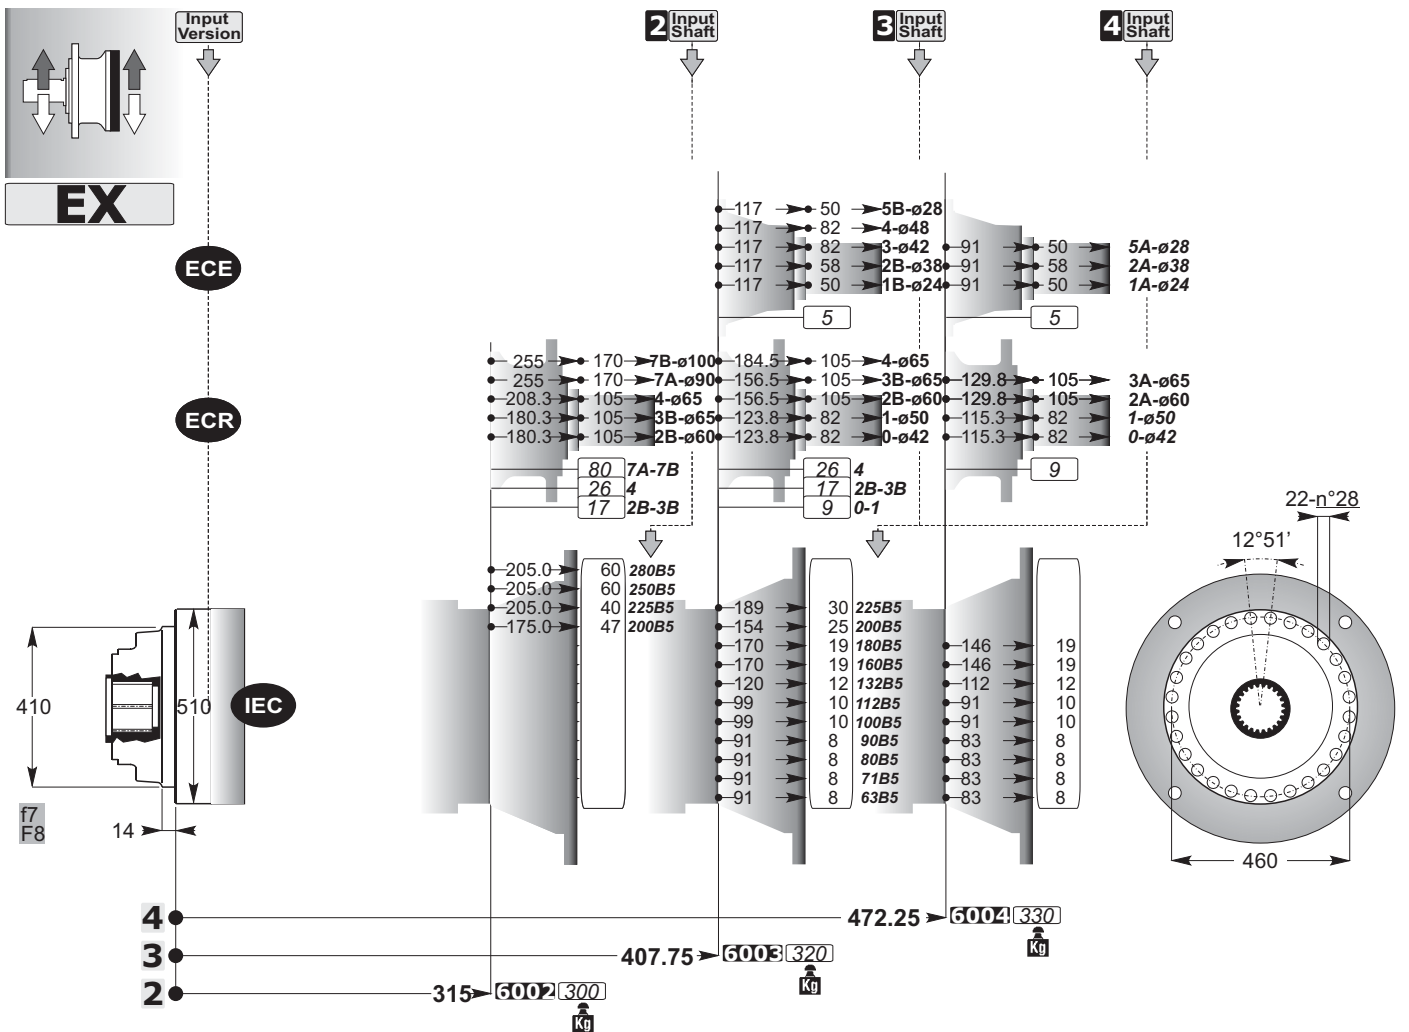 Input Version
2 Input Shaft
3 Input Shaft
4 Input Shaft
EX
ECE
117 50 5B-ø28
117 82 4-ø48
117 82 3-ø42 91 50 5A-ø28
117 58 2B-ø38 91 58 2A-ø38
117 50 1B-ø24 91 50 1A-ø24
5 5
ECR
255 170 7B-ø100 184.5 105 4-ø65
255 170 7A-ø90 156.5 105 3B-ø65 129.8 105 3A-ø65
208.3 105 4-ø65 156.5 105 2B-ø60 129.8 105 2A-ø60
180.3 105 3B-ø65 123.8 82 1-ø50 115.3 82 1-ø50
180.3 105 2B-ø60 123.8 82 0-ø42 115.3 82 0-ø42
80 7A-7B 26 4 9
26 4 17 2B-3B
17 2B-3B 9 0-1
22-n°28
12°51’
205.0 60 280B5
205.0 60 250B5
205.0 40 225B5 189 30 225B5
175.0 47 200B5 154 25 200B5
170 19 180B5 146 19
170 19 160B5 146 19
120 12 132B5 112 12
99 10 112B5 91 10
99 10 100B5 91 10
91 8 90B5 83 8
91 8 80B5 83 8
91 8 71B5 83 8
91 8 63B5 83 8
410
510
IEC
f7
F8
14
460
4 472.25 6004 330
Kg
3 407.75 6003 320
Kg
2 315 6002 300
Kg